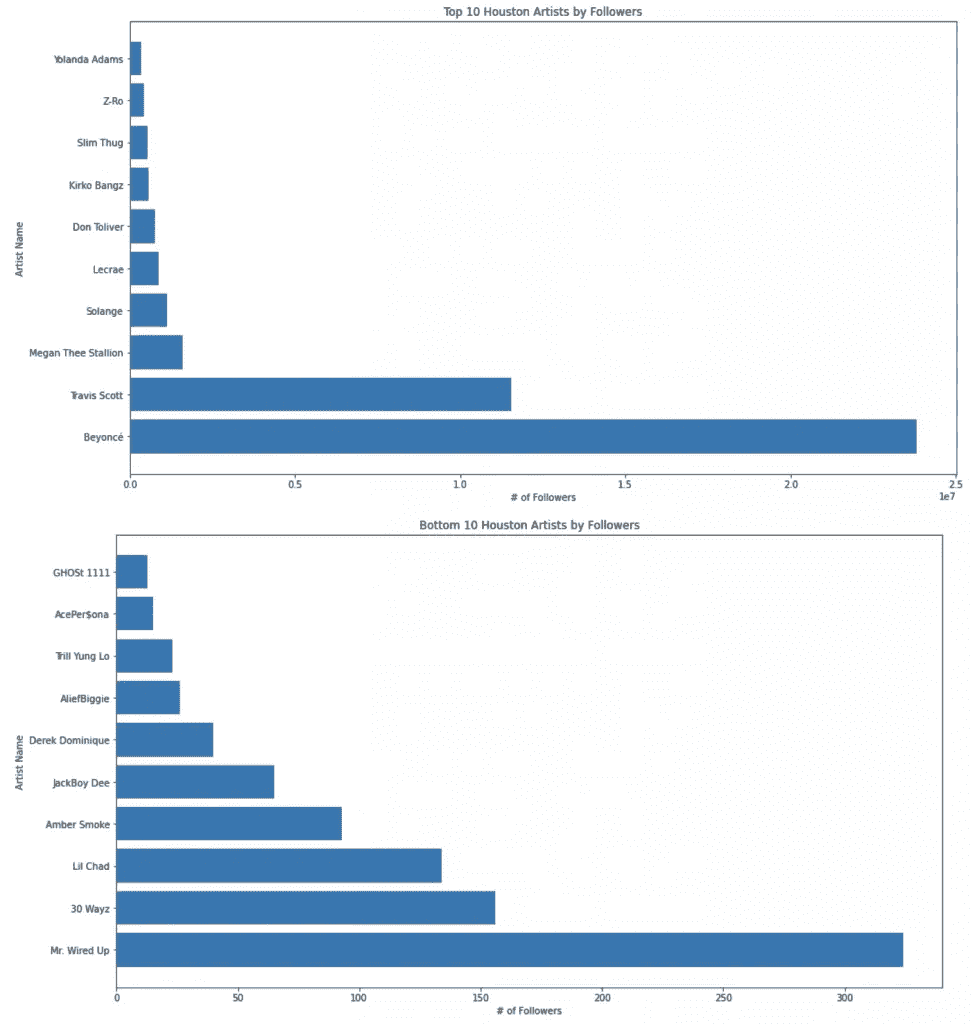 Top 10 Houston Artists by Followers
Artist Name
Yolanda Adams
Z-Ro
Slim Thug
Kirko Bangz
Don Toliver
Lecrae
Solange
Megan Thee Stallion
Travis Scott
Beyoncé
0.0 0.5 1.0 1.5 2.0 2.5
1e7
# of Followers
Bottom 10 Houston Artists by Followers
Artist Name
GHOSt 1111
AcePer$ona
Trill Yung Lo
AliefBiggie
Derek Dominique
JackBoy Dee
Amber Smoke
Lil Chad
30 Wayz
Mr. Wired Up
0 50 100 150 200 250 300
# of Followers